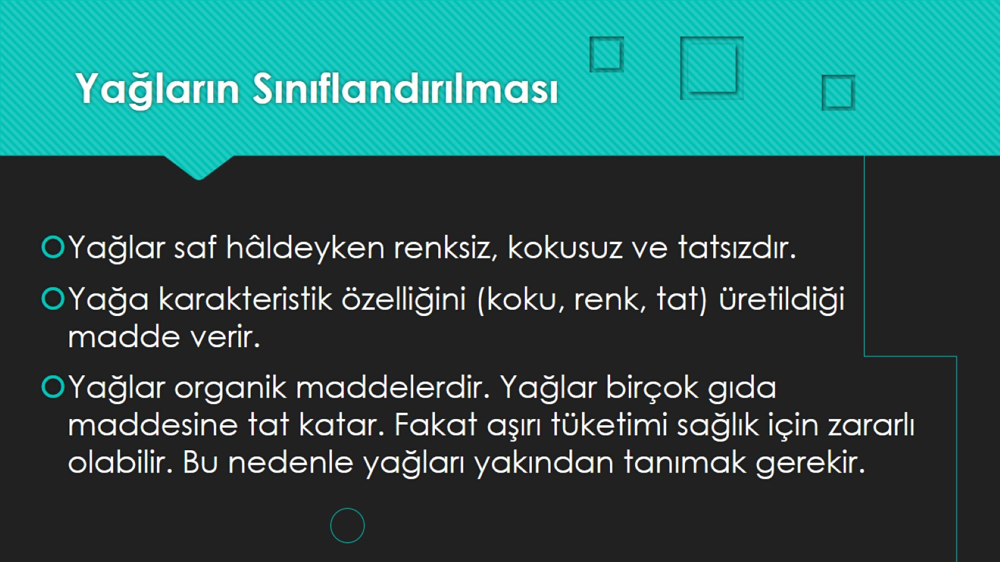 Yağların Sınıflandırılması
Yağlar saf hâldeyken renksiz, kokusuz ve tatsızdır.
Yağa karakteristik özelliğini (koku, renk, tat) üretildiği
madde verir.
Yağlar organik maddelerdir. Yağlar birçok gıda
maddesine tat katar. Fakat aşırı tüketimi sağlık için zararlı
olabilir. Bu nedenle yağları yakından tanımak gerekir.